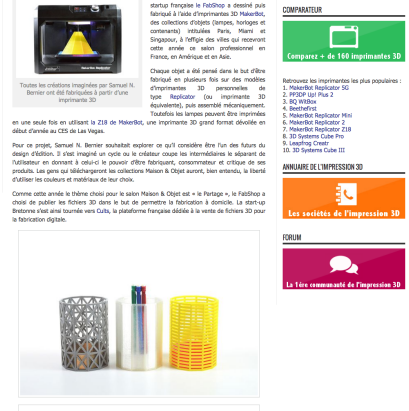 startup française le FabShop a dessiné puis
fabriqué à l'aide d'imprimantes 3D MakerBot,
des collections d'objets (lampes, horloges et
contenants) intitulées Paris, Miami et
Singapour, à l'effigie des villes qui recevront
cette année ce salon professionnel en
France, en Amérique et en Asie.
Toutes les créations imaginées par Samuel N.
Bernier ont été fabriquées à partir d'une
imprimante 3D
Chaque objet a été pensé dans le but d'être
fabriqué en plusieurs fois sur des modèles
d'imprimantes 3D personnelles de
type Replicator (ou imprimante 3D
équivalente), puis assemblé mécaniquement.
Toutefois les lampes peuvent être imprimées
en une seule fois en utilisant la Z18 de MakerBot, une imprimante 3D grand format dévoilée en
début d'année au CES de Las Vegas.
Pour ce projet, Samuel N. Bernier souhaitait explorer ce qu'il considère être l'un des futurs du
design d'édition. Il s'est imaginé un cycle où le créateur coupe les intermédiaires le séparant de
l'utilisateur en donnant à celui-ci le pouvoir d'être fabriquant, consommateur et critique de ses
produits. Les gens qui téléchargeront les collections Maison & Objet auront, bien entendu, la liberté
d'utiliser les couleurs et matériaux de leur choix.
Comme cette année le thème choisi pour le salon Maison & Objet est « le Partage », le FabShop a
choisi de publier les fichiers 3D dans le but de permettre la fabrication à domicile. La start-up
Bretonne s'est ainsi tournée vers Cults, la plateforme française dédiée à la vente de fichiers 3D pour
la fabrication digitale.
COMPARATEUR
Comparez + de 160 imprimantes 3D
Retrouvez les imprimantes les plus populaires :
1. MakerBot Replicator 5G
2. PP3DP Up! Plus 2
3. BQ WitBox
4. Beethefirst
5. MakerBot Replicator Mini
6. MakerBot Replicator 2
7. MakerBot Replicator Z18
8. 3D Systems Cube Pro
9. Leapfrog Creatr
10. 3D Systems Cube III
ANNUAIRE DE L'IMPRESSION 3D
Les sociétés de l'impression 3D
FORUM
La 1ère communauté de l'impression 3D